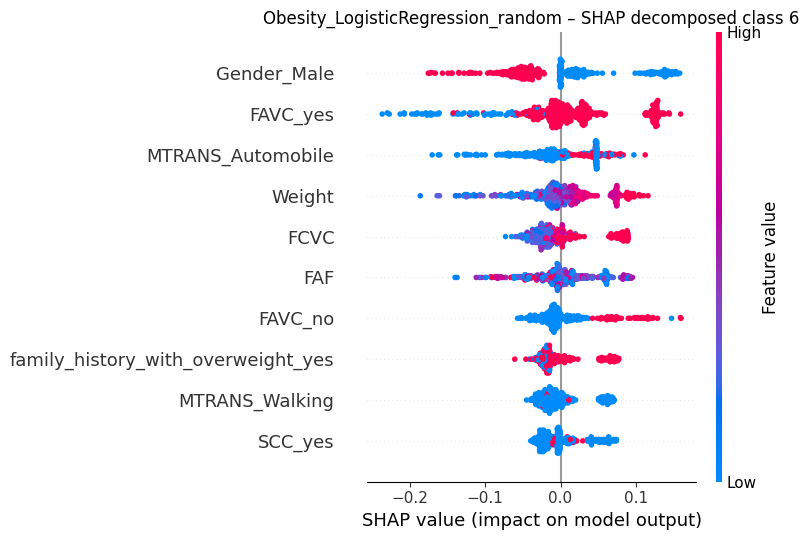 Obesity_LogisticRegression_random – SHAP decomposed class 6
High
Gender_Male
FAVC_yes
MTRANS_Automobile
Weight
FCVC
FAF
FAVC_no
family_history_with_overweight_yes
MTRANS_Walking
SCC_yes
Feature value
Low
−0.2 −0.1 0.0 0.1
SHAP value (impact on model output)